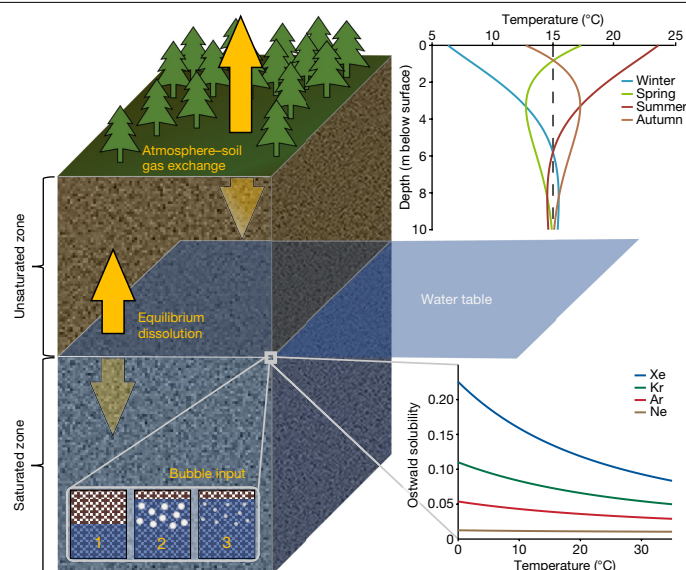 Temperature (°C)
5 10 15 20 25
0
2
4
6
8
10
Depth (m below surface)
Winter
Spring
Summer
Autumn
Atmosphere–soil
gas exchange
Unsaturated zone
Equilibrium
dissolution
Water table
Saturated zone
Bubble input
1 2 3
Xe
Kr
Ar
Ne
0.20
0.15
0.10
0.05
0
Ostwald solubility
0 10 20 30
Temperature (°C)